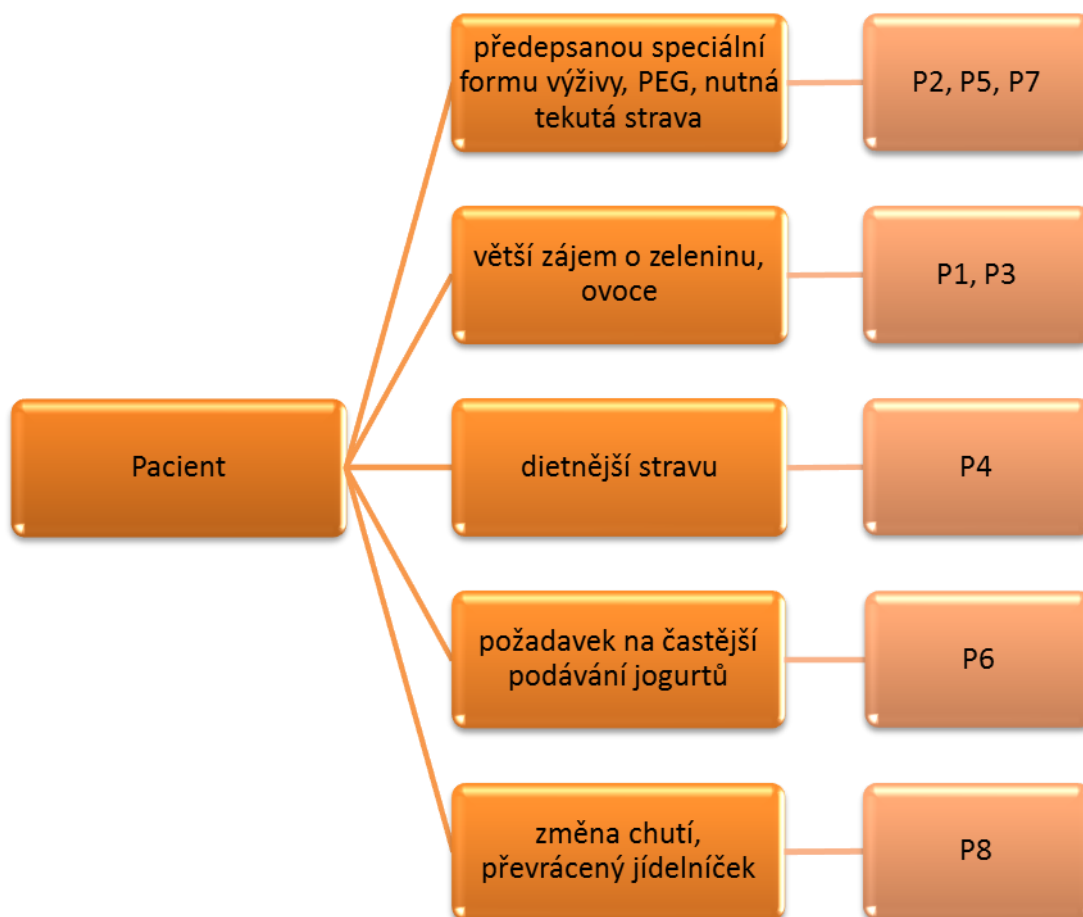 předepsanou speciální
formu výživy, PEG, nutná
tekutá strava
P2, P5, P7
větší zájem o zeleninu,
ovoce
P1, P3
Pacient
dietnější stravu
P4
požadavek na častější
podávání jogurtů
P6
změna chutí,
převrácený jídelníček
P8